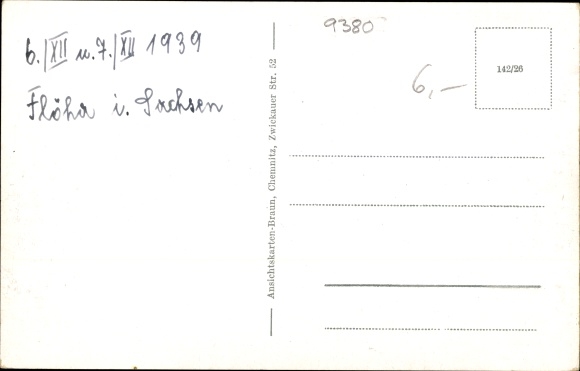 6./XII u. 7./XII 1939
Flöha i. Sachsen
Ansichtskarten-Braun, Chemnitz, Zwickauer Str. 52
9380
6,—
142/26